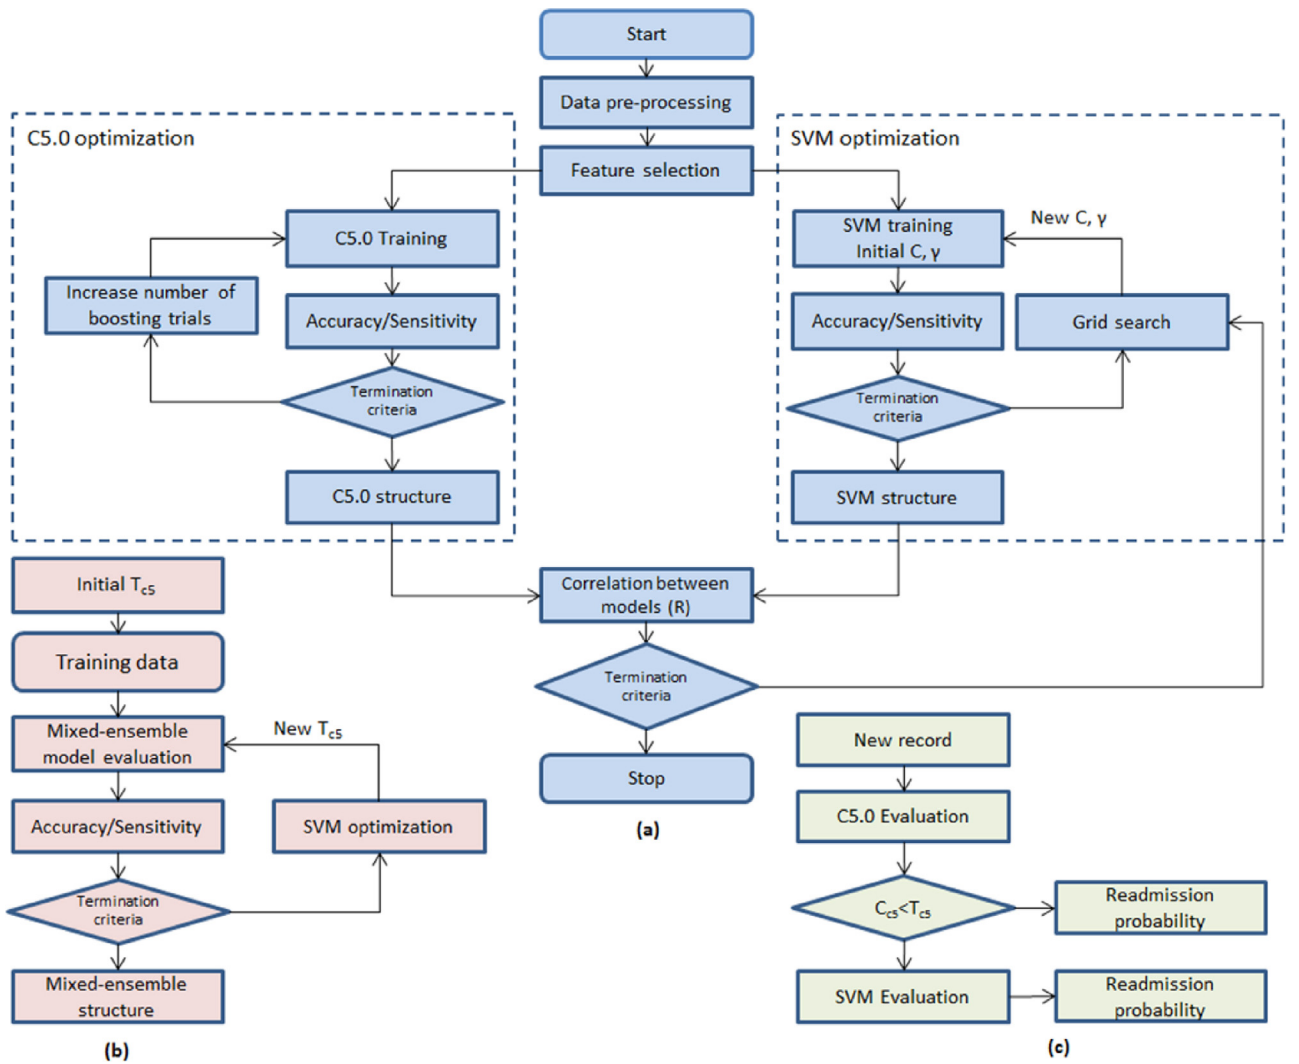 Start
Data pre-processing
Feature selection
C5.0 optimization
C5.0 Training
Increase number of
boosting trials
Accuracy/Sensitivity
Termination
criteria
C5.0 structure
SVM optimization
SVM training
Initial C, γ
New C, γ
Accuracy/Sensitivity
Grid search
Termination
criteria
SVM structure
Correlation between
models (R)
Termination
criteria
Stop
(a)
Initial Tc5
Training data
Mixed-ensemble
model evaluation
New Tc5
Accuracy/Sensitivity
SVM optimization
Termination
criteria
Mixed-ensemble
structure
(b)
New record
C5.0 Evaluation
Cc5<Tc5
Readmission
probability
SVM Evaluation
Readmission
probability
(c)